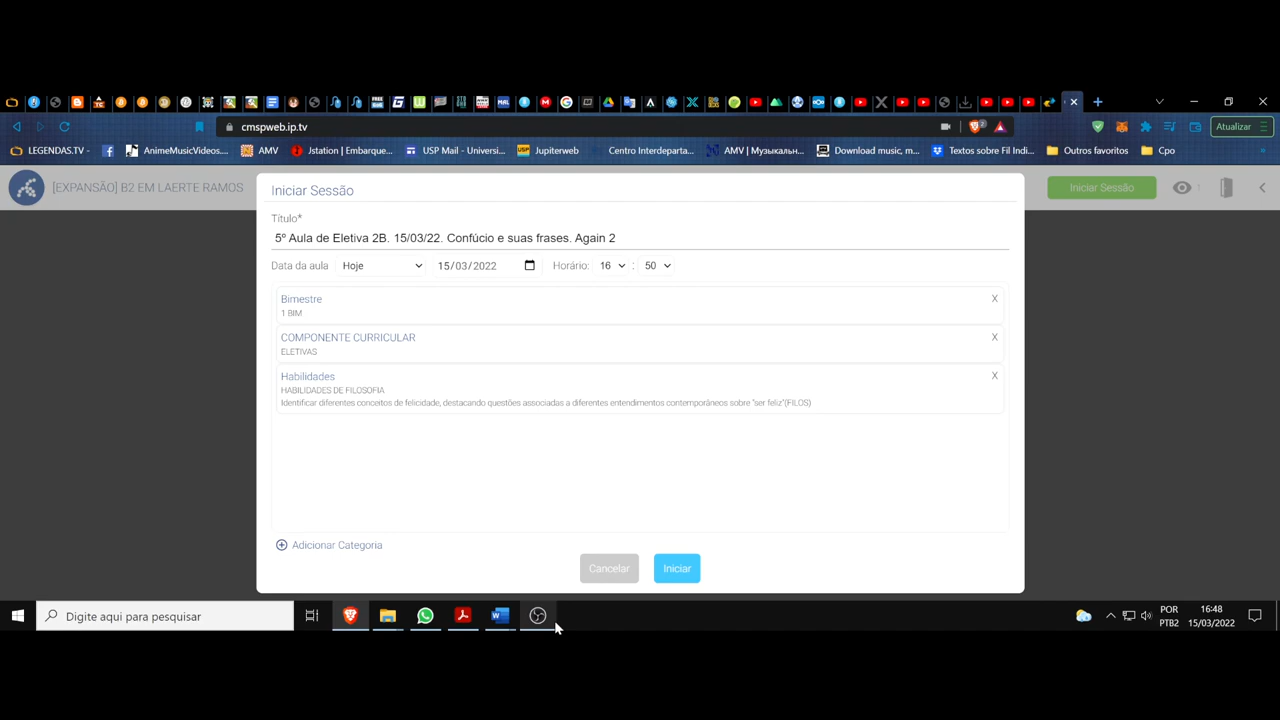 cmspweb.ip.tv
2
Atualizar
LEGENDAS.TV -
AnimeMusicVideos...
AMV
Jstation | Embarque...
USP Mail - Universi...
Jupiterweb
Centro Interdeparta...
AMV | Музыкальн...
Download music, m...
Textos sobre Fil Indi...
Outros favoritos
Cpo
[EXPANSÃO] B2 EM LAERTE RAMOS
Iniciar Sessão
1
Iniciar Sessão
Título*
5º Aula de Eletiva 2B. 15/03/22. Confúcio e suas frases. Again 2
Data da aula Hoje 15/03/2022 Horário: 16 : 50
Bimestre X
1 BIM
COMPONENTE CURRICULAR X
ELETIVAS
Habilidades X
HABILIDADES DE FILOSOFIA
Identificar diferentes conceitos de felicidade, destacando questões associadas a diferentes entendimentos contemporâneos sobre "ser feliz"(FILOS)
Adicionar Categoria
Cancelar Iniciar
Digite aqui para pesquisar
POR
PTB2
16:48
15/03/2022